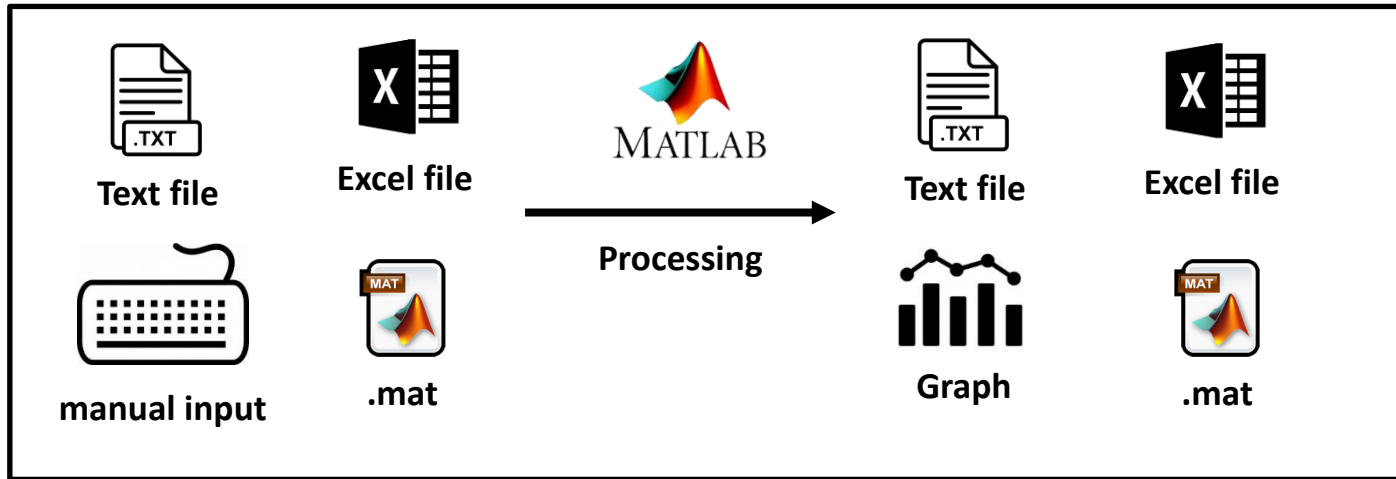 .TXT
Text file
X
Excel file
manual input
MAT
.mat
MATLAB
Processing
.TXT
Text file
X
Excel file
Graph
MAT
.mat